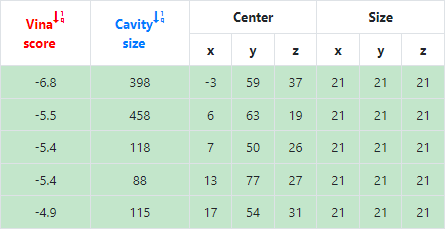 Vina score Cavity size Center Size
x y z x y z
-6.8 398 -3 59 37 21 21 21
-5.5 458 6 63 19 21 21 21
-5.4 118 7 50 26 21 21 21
-5.4 88 13 77 27 21 21 21
-4.9 115 17 54 31 21 21 21